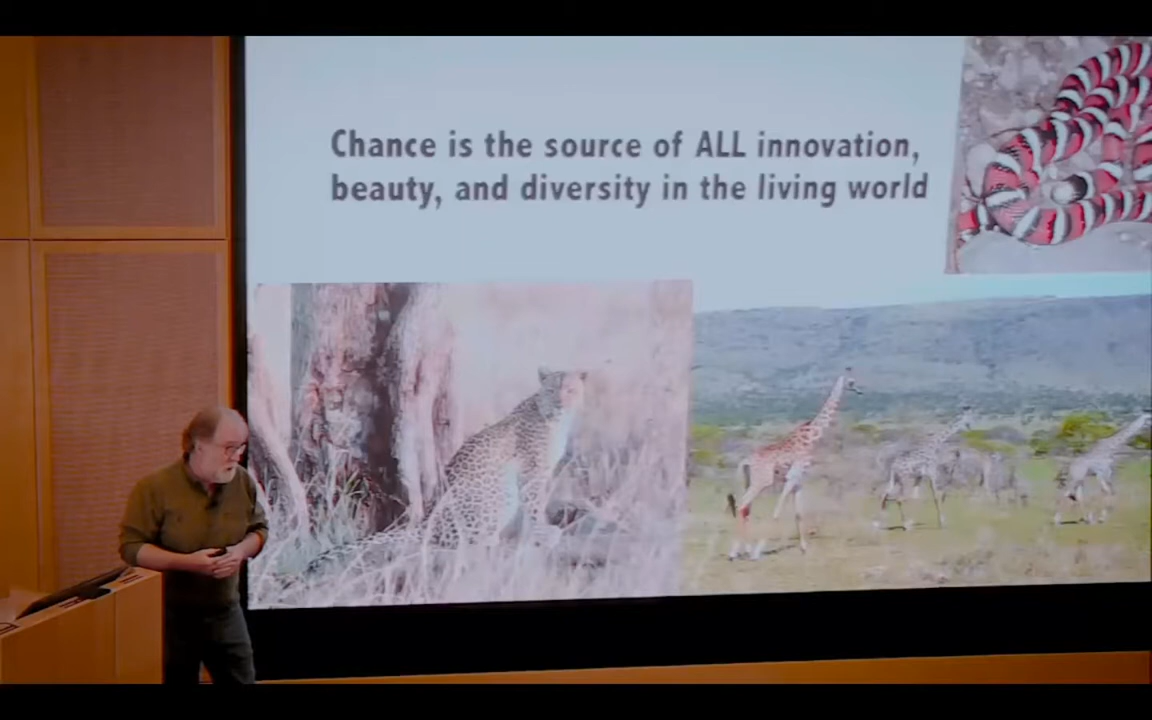 Chance is the source of ALL innovation,
beauty, and diversity in the living world